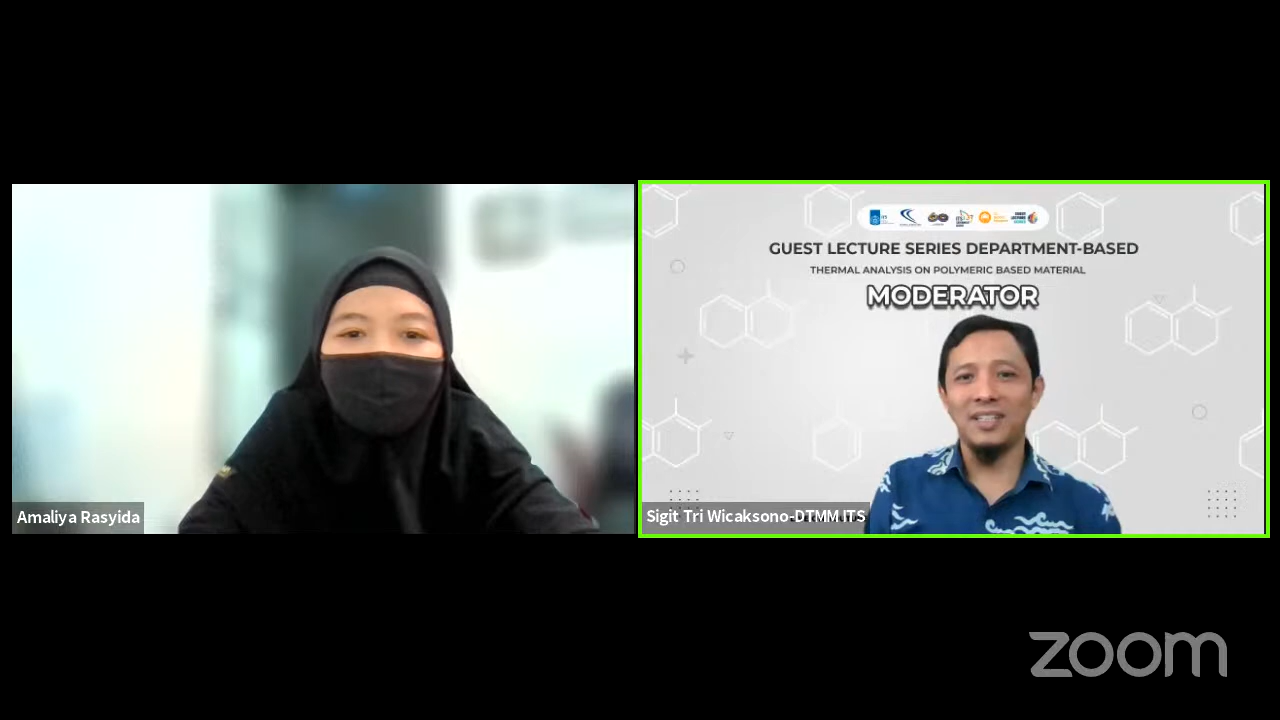 GUEST LECTURE SERIES DEPARTMENT-BASED
THERMAL ANALYSIS ON POLYMERIC BASED MATERIAL
MODERATOR
Amaliya Rasyida
Sigit Tri Wicaksono-DTMM ITS
zoom